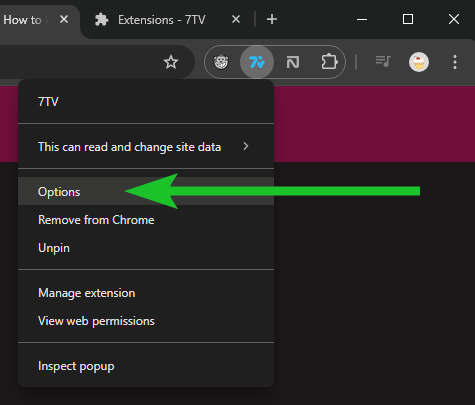 How to
Extensions - 7TV
7TV
This can read and change site data
Options
Remove from Chrome
Unpin
Manage extension
View web permissions
Inspect popup